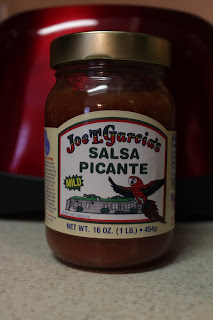 Joe T. Garcia's
SALSA
PICANTE
MILD
NET WT. 16 OZ. (1 LB.) • 454g